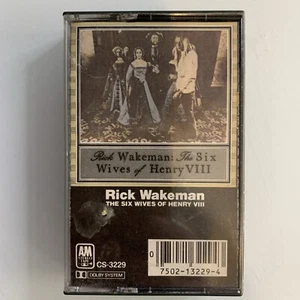 Rick Wakeman: The Six
Wives of Henry VIII
Rick Wakeman
THE SIX WIVES OF HENRY VIII
A&M
CS-3229
DOLBY SYSTEM
0
7502-13229-4